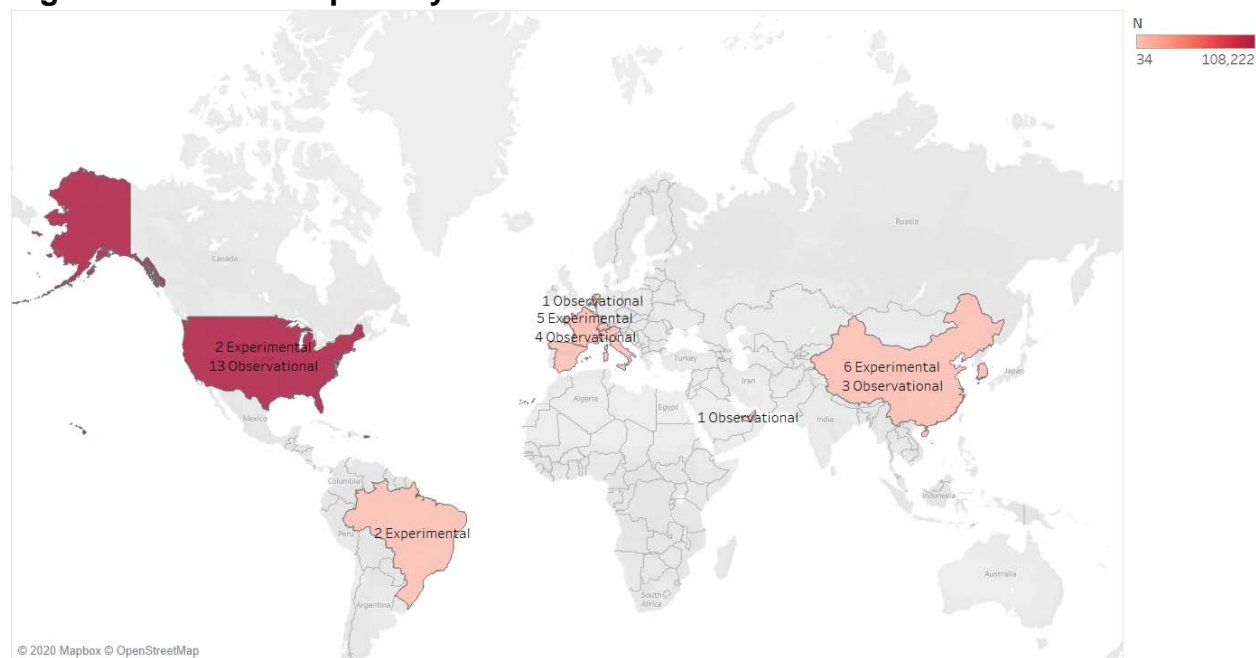 N
34 108,222
Russia
Canada
1 Observational
5 Experimental
4 Observational
2 Experimental
13 Observational
Turkey
6 Experimental
3 Observational
Japan
Iran
Algeria
Egypt
Mexico
1 Observational
India
Colombia
Indonesia
Peru
2 Experimental
Australia
South
Africa
Argentina
© 2020 Mapbox © OpenStreetMap